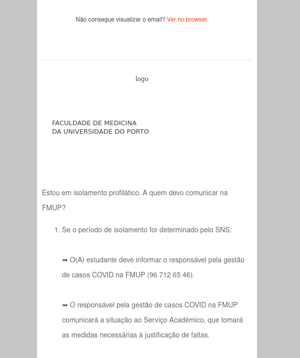 Não consegue visualizar o email? Ver no browser.
logo
FACULDADE DE MEDICINA
DA UNIVERSIDADE DO PORTO
Estou em isolamento profilático. A quem devo comunicar na
FMUP?
1. Se o período de isolamento for determinado pelo SNS:
➡ O(A) estudante deve informar o responsável pela gestão
de casos COVID na FMUP (96 712 65 46).
➡ O responsável pela gestão de casos COVID na FMUP
comunicará a situação ao Serviço Académico, que tomará
as medidas necessárias à justificação de faltas.